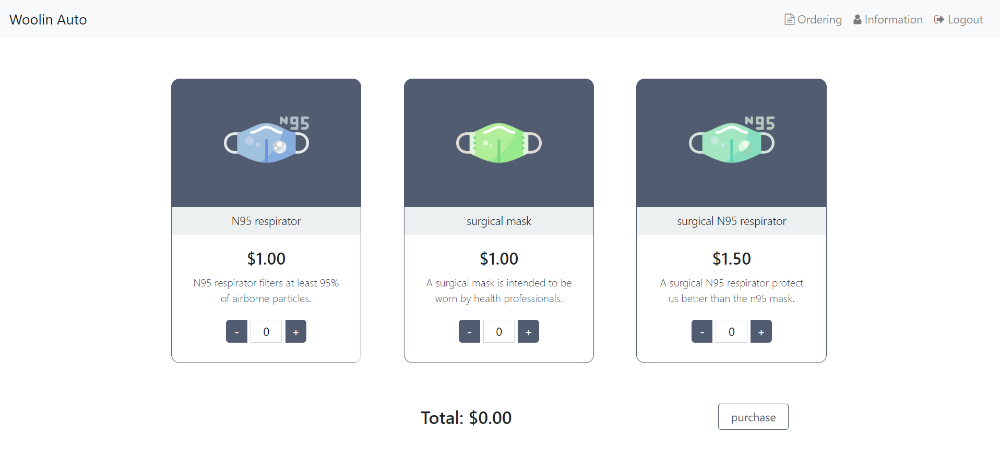 Woolin Auto
Ordering Information Logout
N95
N95
N95 respirator
$1.00
N95 respirator filters at least 95%
of airborne particles.
- 0 +
surgical mask
$1.00
A surgical mask is intended to be
worn by health professionals.
- 0 +
surgical N95 respirator
$1.50
A surgical N95 respirator protect
us better than the n95 mask.
- 0 +
Total: $0.00
purchase